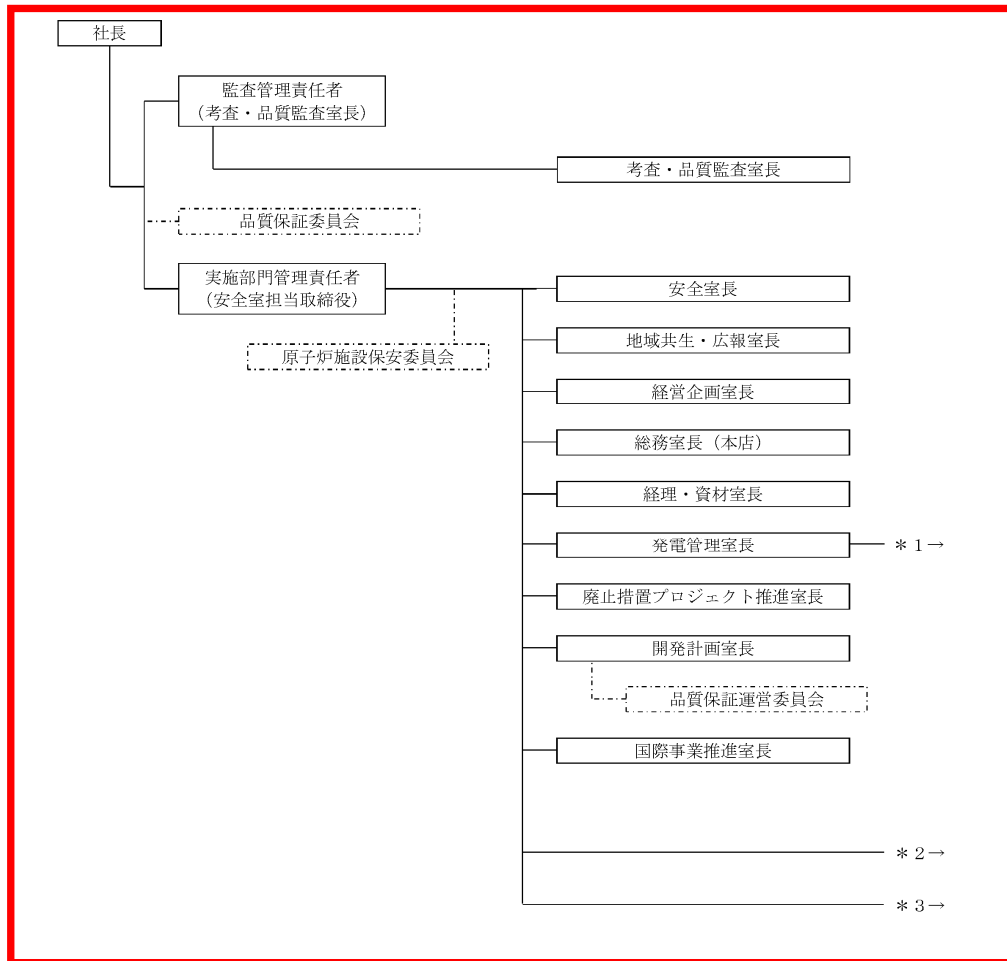 社長
監査管理責任者
(考査・品質監査室長)
考査・品質監査室長
品質保証委員会
実施部門管理責任者
(安全室担当取締役)
安全室長
原子炉施設保安委員会
地域共生・広報室長
経営企画室長
総務室長（本店）
経理・資材室長
発電管理室長
＊１→
廃止措置プロジェクト推進室長
開発計画室長
品質保証運営委員会
国際事業推進室長
＊２→
＊３→